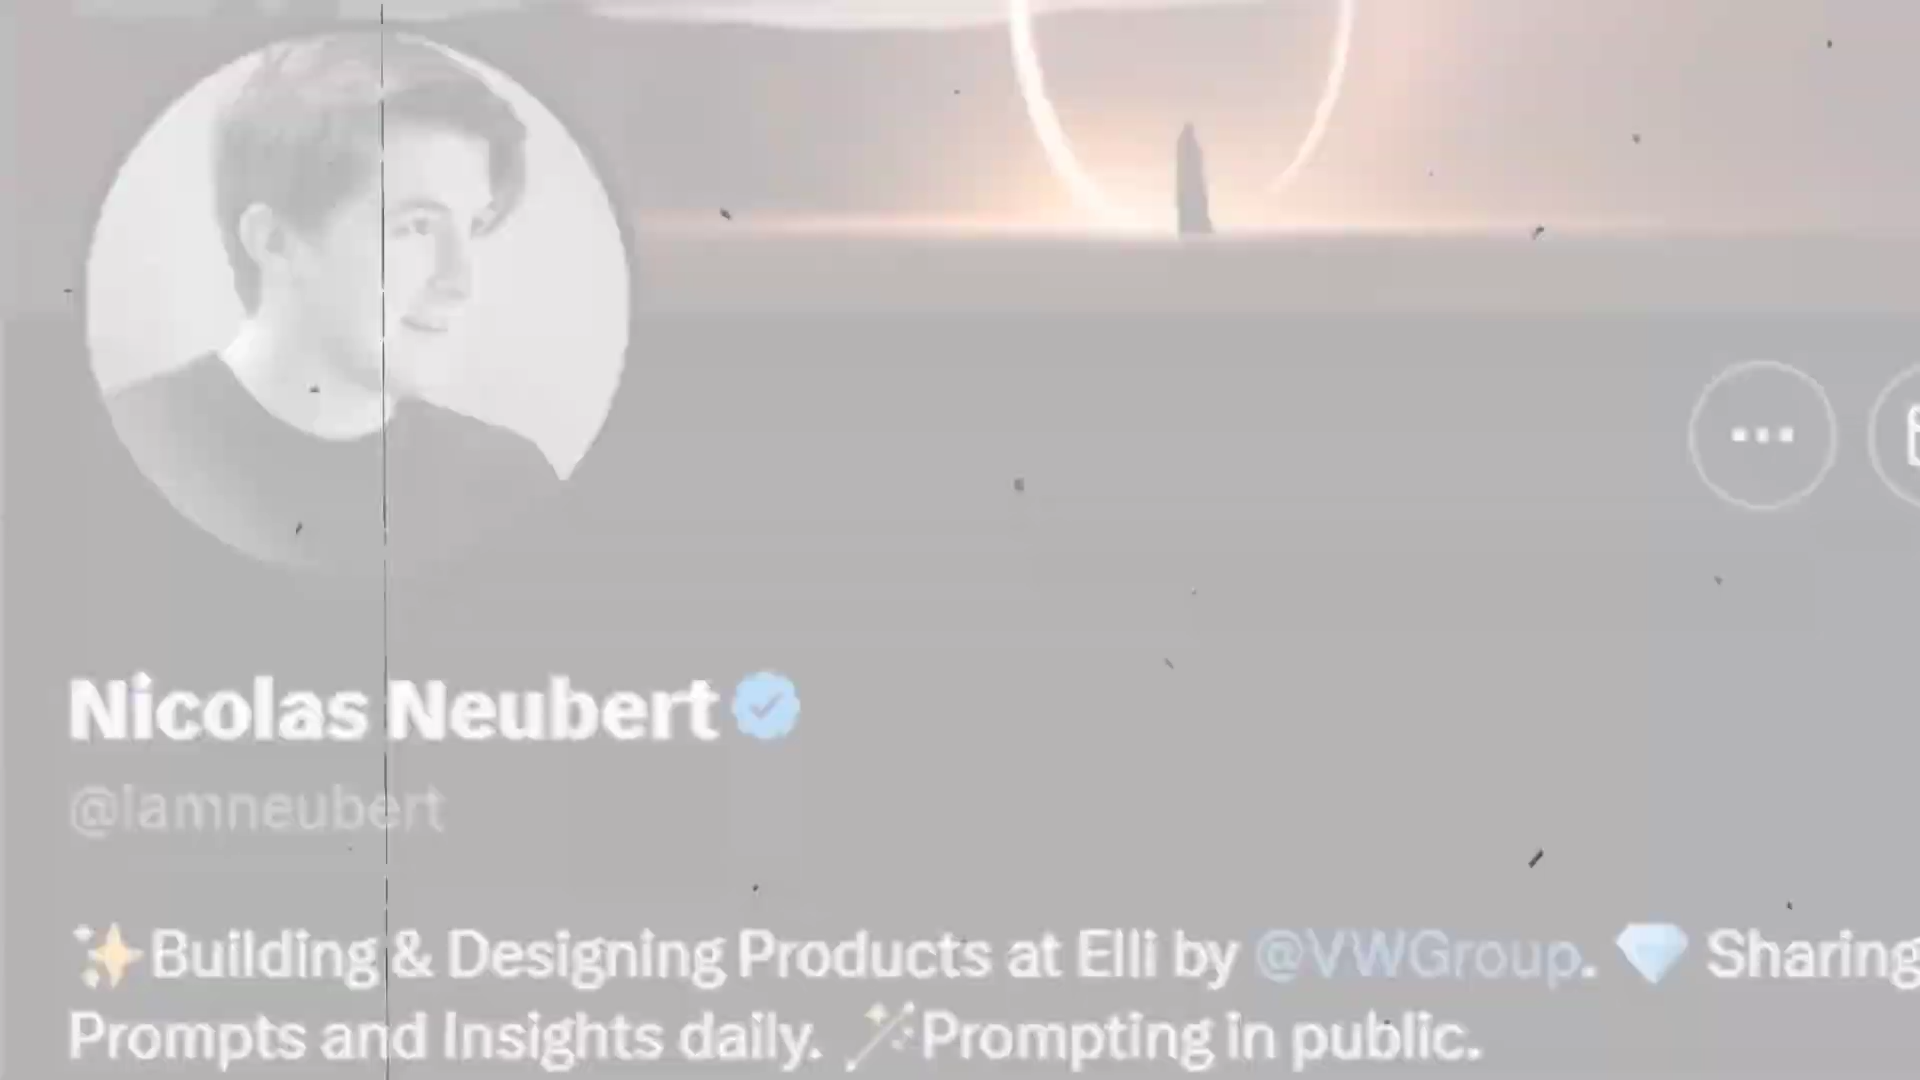 Nicolas Neubert
@iamneubert
✨Building & Designing Products at Elli by @VWGroup. 💎 Sharing
Prompts and Insights daily. 🪄Prompting in public.